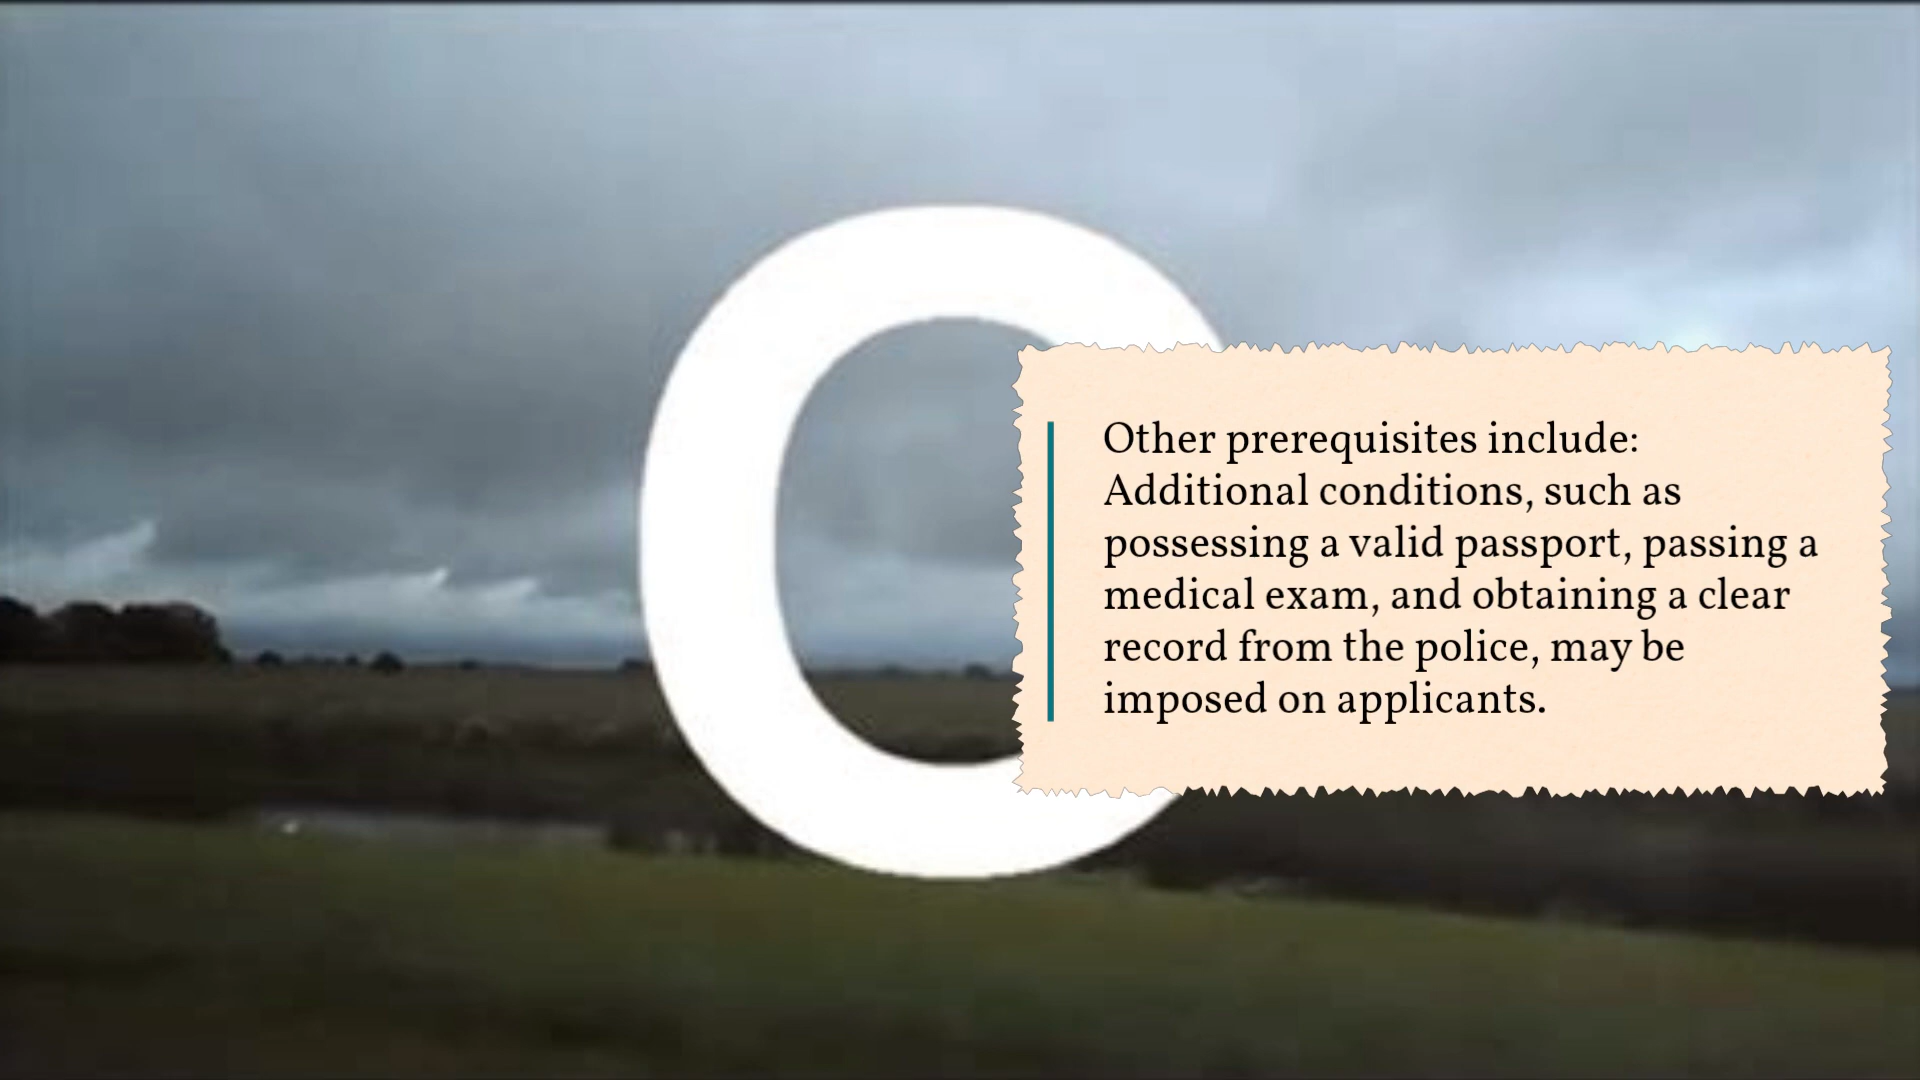 C
Other prerequisites include:
Additional conditions, such as
possessing a valid passport, passing a
medical exam, and obtaining a clear
record from the police, may be
imposed on applicants.